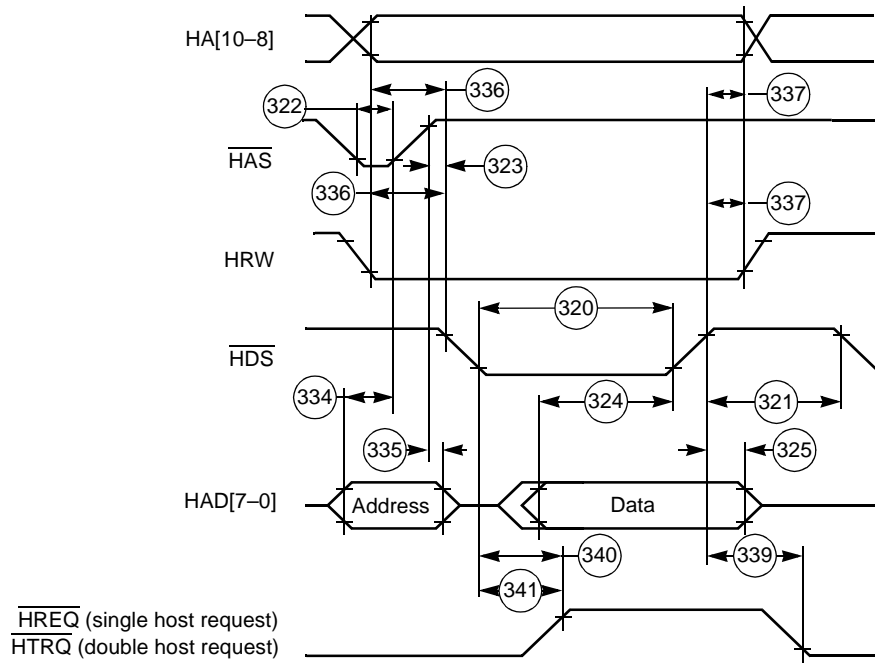 HA[10–8]
336
337
322
HAS
323
336
337
HRW
320
HDS
334
324
321
335
325
HAD[7–0]
Address
Data
340
339
341
HREQ (single host request)
HTRQ (double host request)